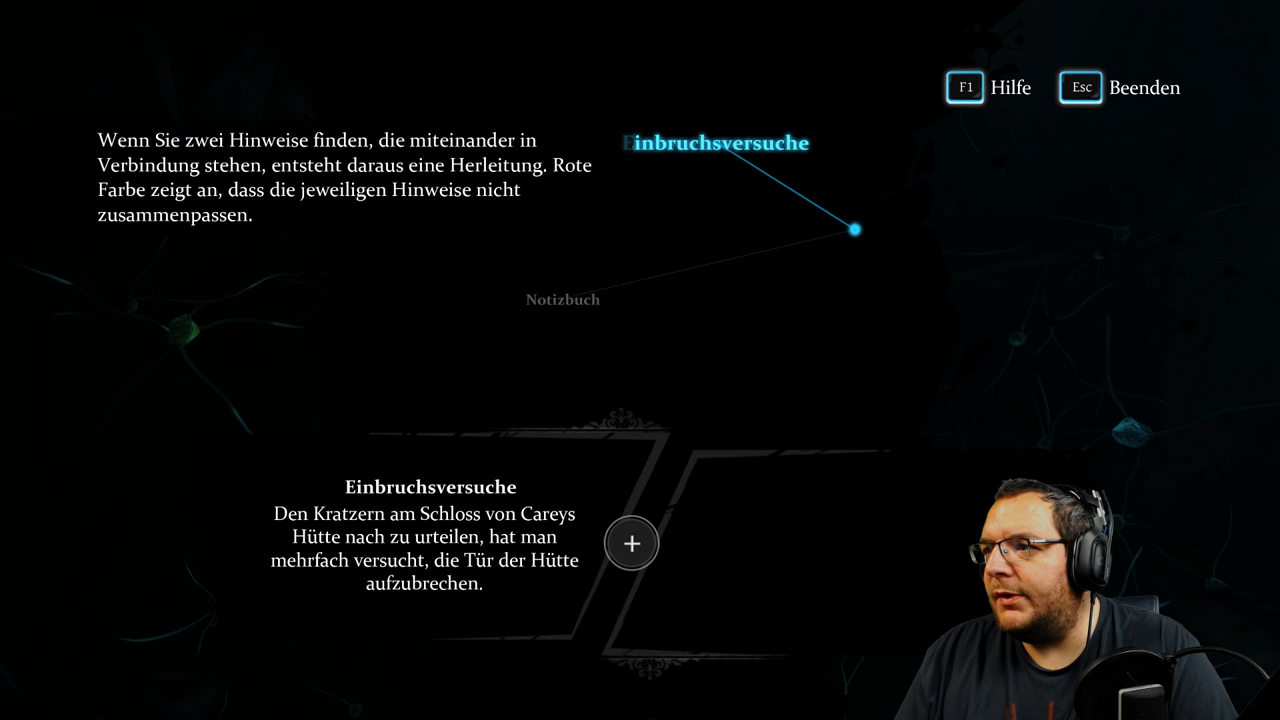 F1 Hilfe Esc Beenden
Wenn Sie zwei Hinweise finden, die miteinander in
Verbindung stehen, entsteht daraus eine Herleitung. Rote
Farbe zeigt an, dass die jeweiligen Hinweise nicht
zusammenpassen.
Einbruchsversuche
Notizbuch
Einbruchsversuche
Den Kratzern am Schloss von Careys
Hütte nach zu urteilen, hat man
mehrfach versucht, die Tür der Hütte
aufzubrechen.